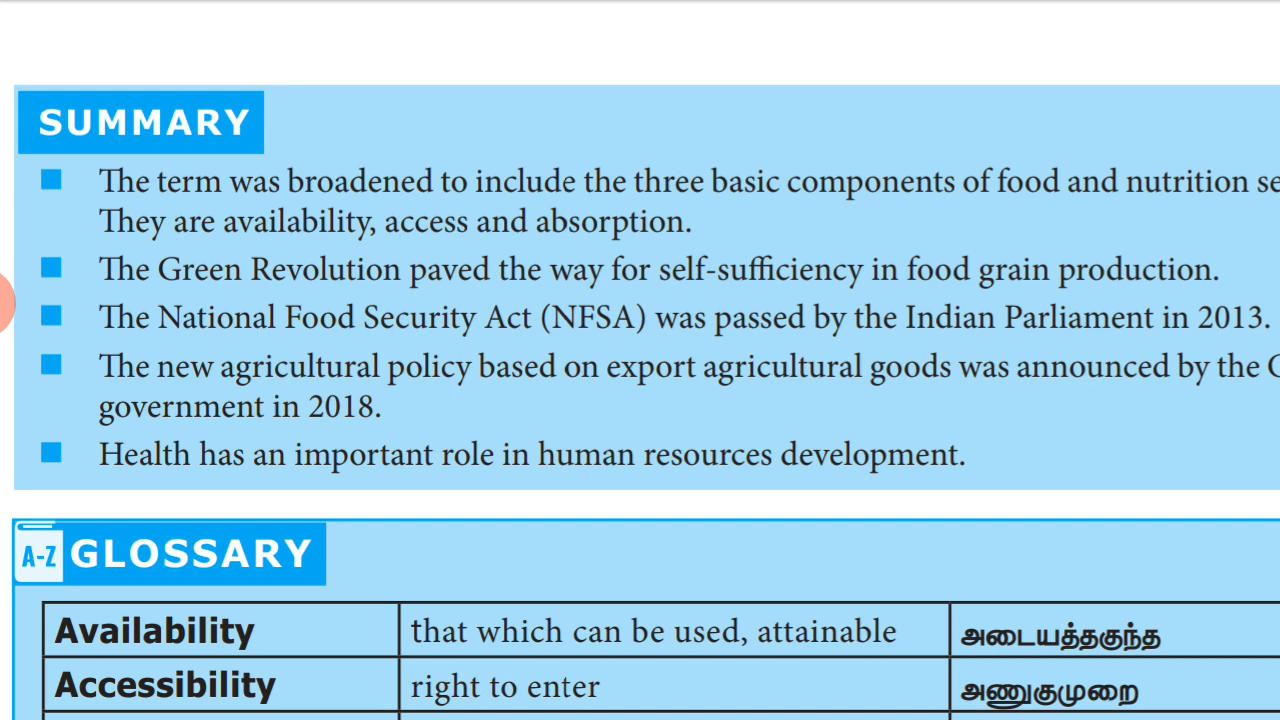 SUMMARY
The term was broadened to include the three basic components of food and nutrition
They are availability, access and absorption.
The Green Revolution paved the way for self-sufficiency in food grain production.
The National Food Security Act (NFSA) was passed by the Indian Parliament in 2013.
The new agricultural policy based on export agricultural goods was announced by the
government in 2018.
Health has an important role in human resources development.
A-Z GLOSSARY
Availability that which can be used, attainable அடையத்தகுந்த
Accessibility right to enter அணுகுமுறை